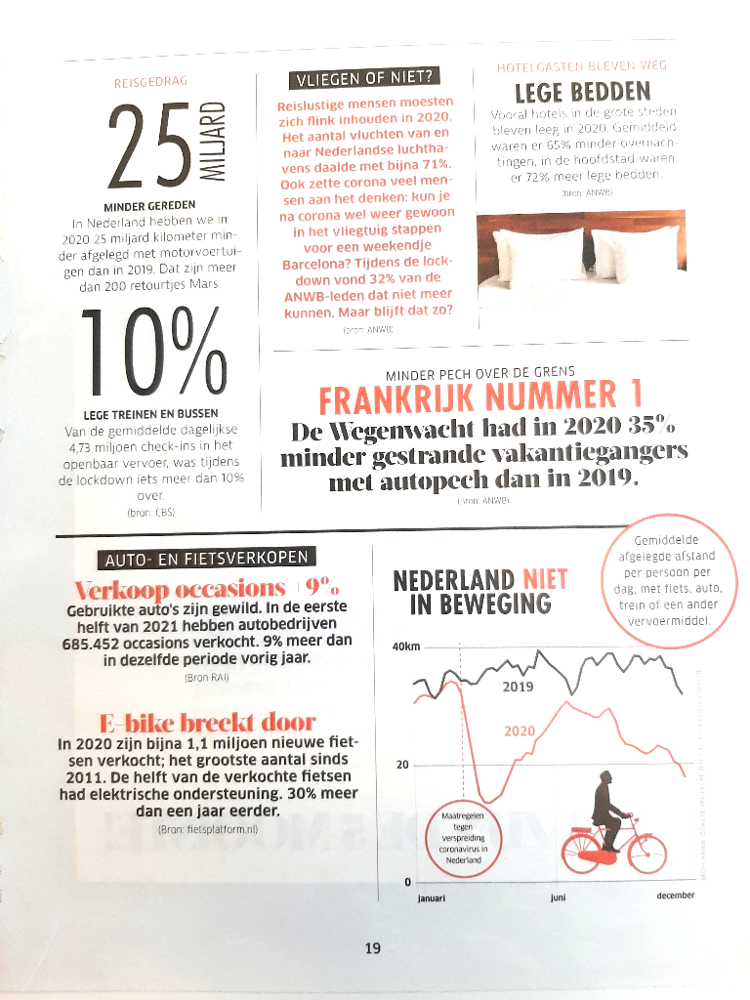 REISGEDRAG
25
MILJARD
MINDER GEREDEN
In Nederland hebben we in
2020 25 miljard kilometer min-
der afgelegd met motorvoertui-
gen dan in 2019. Dat zijn meer
dan 200 retourtjes Mars.
10%
LEGE TREINEN EN BUSSEN
Van de gemiddelde dagelijkse
4,73 miljoen check-ins in het
openbaar vervoer, was tijdens
de lockdown iets meer dan 10%
over.
(bron: CBS)
VLIEGEN OF NIET?
Reislustige mensen moesten
zich flink inhouden in 2020.
Het aantal vluchten van en
naar Nederlandse luchtha-
vens daalde met bijna 71%.
Ook zette corona veel men-
sen aan het denken: kun je
na corona wel weer gewoon
in het vliegtuig stappen
voor een weekendje
Barcelona? Tijdens de lock-
down vond 32% van de
ANWB-leden dat niet meer
kunnen. Maar blijft dat zo?
(bron: ANWB)
HOTELGASTEN BLEVEN WEG
LEGE BEDDEN
Vooral hotels in de grote steden
bleven leeg in 2020. Gemiddeld
waren er 65% minder overnach-
tingen, in de hoofdstad waren
er 72% meer lege bedden.
(bron: ANWB)
MINDER PECH OVER DE GRENS
FRANKRIJK NUMMER 1
De Wegenwacht had in 2020 35%
minder gestrande vakantiegangers
met autopech dan in 2019.
(Bron: ANWB)
AUTO- EN FIETSVERKOPEN
Verkoop occasions +9%
Gebruikte auto's zijn gewild. In de eerste
helft van 2021 hebben autobedrijven
685.452 occasions verkocht. 9% meer dan
in dezelfde periode vorig jaar.
(Bron RAI)
E-bike breekt door
In 2020 zijn bijna 1,1 miljoen nieuwe fiet-
sen verkocht; het grootste aantal sinds
2011. De helft van de verkochte fietsen
had elektrische ondersteuning. 30% meer
dan een jaar eerder.
(Bron: fietsplatform.nl)
NEDERLAND NIET
IN BEWEGING
Gemiddelde
afgelegde afstand
per persoon per
dag, met fiets, auto,
trein of een ander
vervoermiddel.
40km
2019
2020
20
Maatregelen
tegen
verspreiding
coronavirus in
Nederland
0
januari
juni
december
19